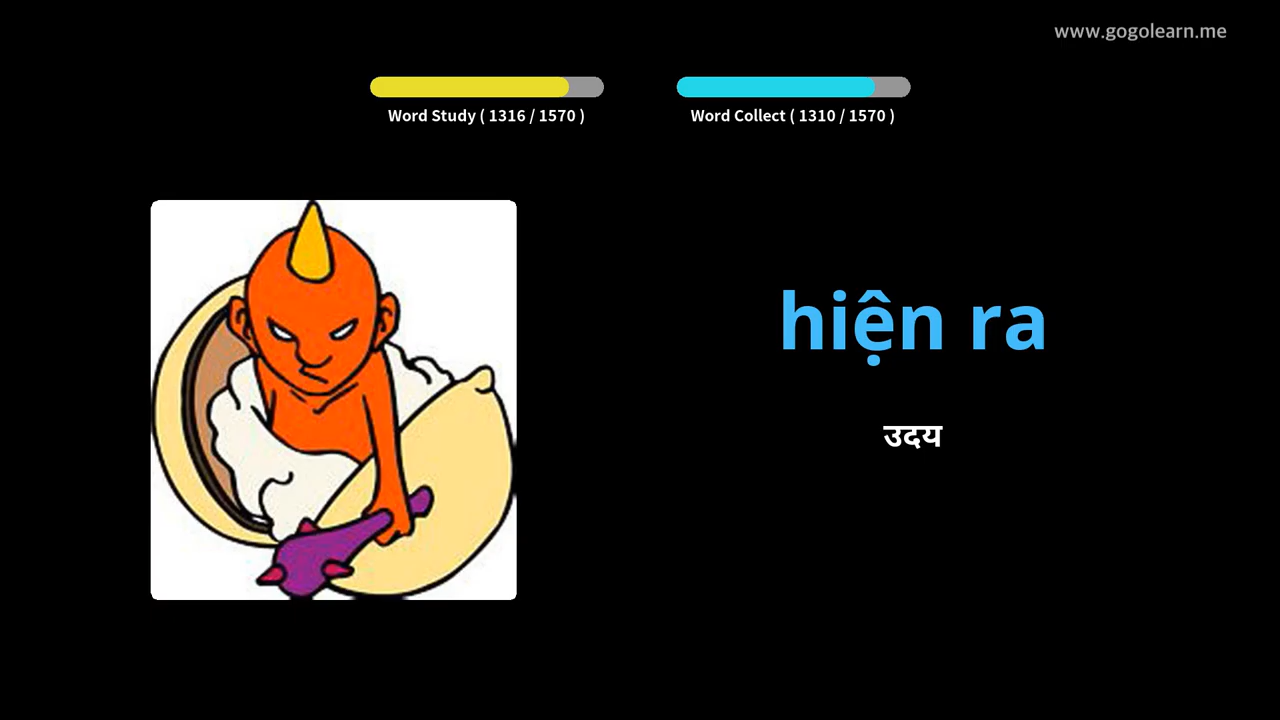 www.gogolearn.me
Word Study ( 1316 / 1570 )
Word Collect ( 1310 / 1570 )
hiện ra
उदय